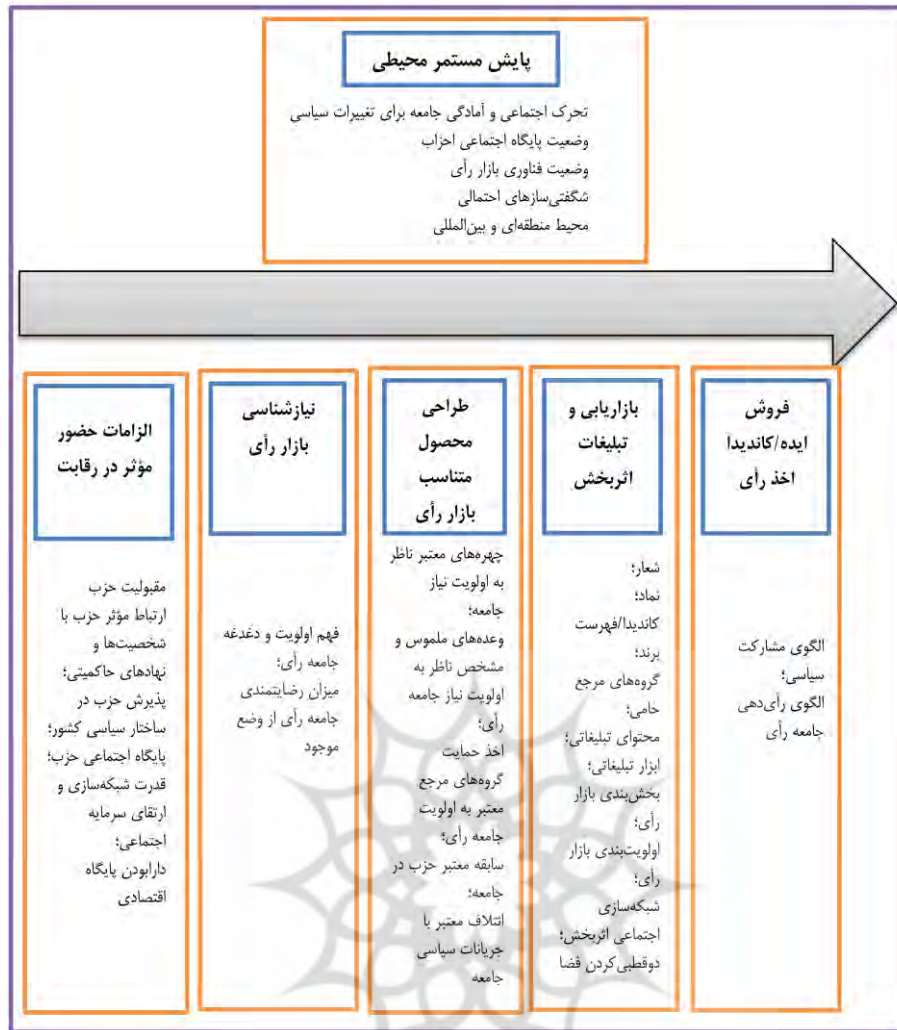 پایش مستمر محیطی
تحرک اجتماعی و آمادگی جامعه برای تغییرات سیاسی
وضعیت پایگاه اجتماعی احزاب
وضعیت فناوری بازار رأی
شگفتی‌سازهای احتمالی
محیط منطقه‌ای و بین‌المللی
الزامات حضور
مؤثر در رقابت
مقبولیت حزب
ارتباط مؤثر حزب با
شخصیت‌ها و
نهادهای حاکمیتی؛
پذیرش حزب در
ساختار سیاسی کشور؛
پایگاه اجتماعی حزب؛
قدرت شبکه‌سازی و
ارتقای سرمایه
اجتماعی؛
دارابودن پایگاه
اقتصادی
نیازشناسی
بازار رأی
فهم اولویت و دغدغه
جامعه رأی؛
میزان رضایتمندی
جامعه رأی از وضع
موجود
طراحی
محصول
متناسب
بازار رأی
چهره‌های معتبر ناظر
به اولویت نیاز
جامعه؛
وعده‌های ملموس و
مشخص ناظر به
اولویت نیاز جامعه
رأی؛
اخذ حمایت
گروه‌های مرجع
معتبر به اولویت
جامعه رأی؛
سابقه معتبر حزب در
جامعه؛
ائتلاف معتبر با
جریانات سیاسی
جامعه
بازاریابی و
تبلیغات
اثربخش
شعار؛
نماد؛
کاندیدا/فهرست
برند؛
گروه‌های مرجع
حامی؛
محتوای تبلیغاتی؛
ابزار تبلیغاتی؛
بخش‌بندی بازار
رأی؛
اولویت‌بندی بازار
رأی؛
شبکه‌سازی
اجتماعی اثربخش؛
دوقطبی‌کردن فضا
فروش
ایده/کاندیدا
اخذ رأی
الگوی مشارکت
سیاسی؛
الگوی رأی‌دهی
جامعه رأی